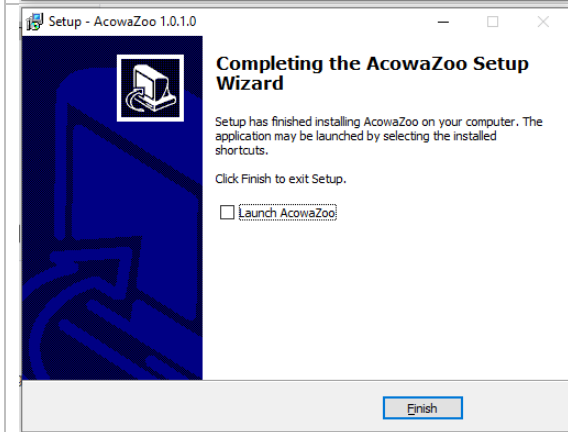 Setup - AcowaZoo 1.0.1.0
Completing the AcowaZoo Setup
Wizard
Setup has finished installing AcowaZoo on your computer. The
application may be launched by selecting the installed
shortcuts.
Click Finish to exit Setup.
Launch AcowaZoo
Finish